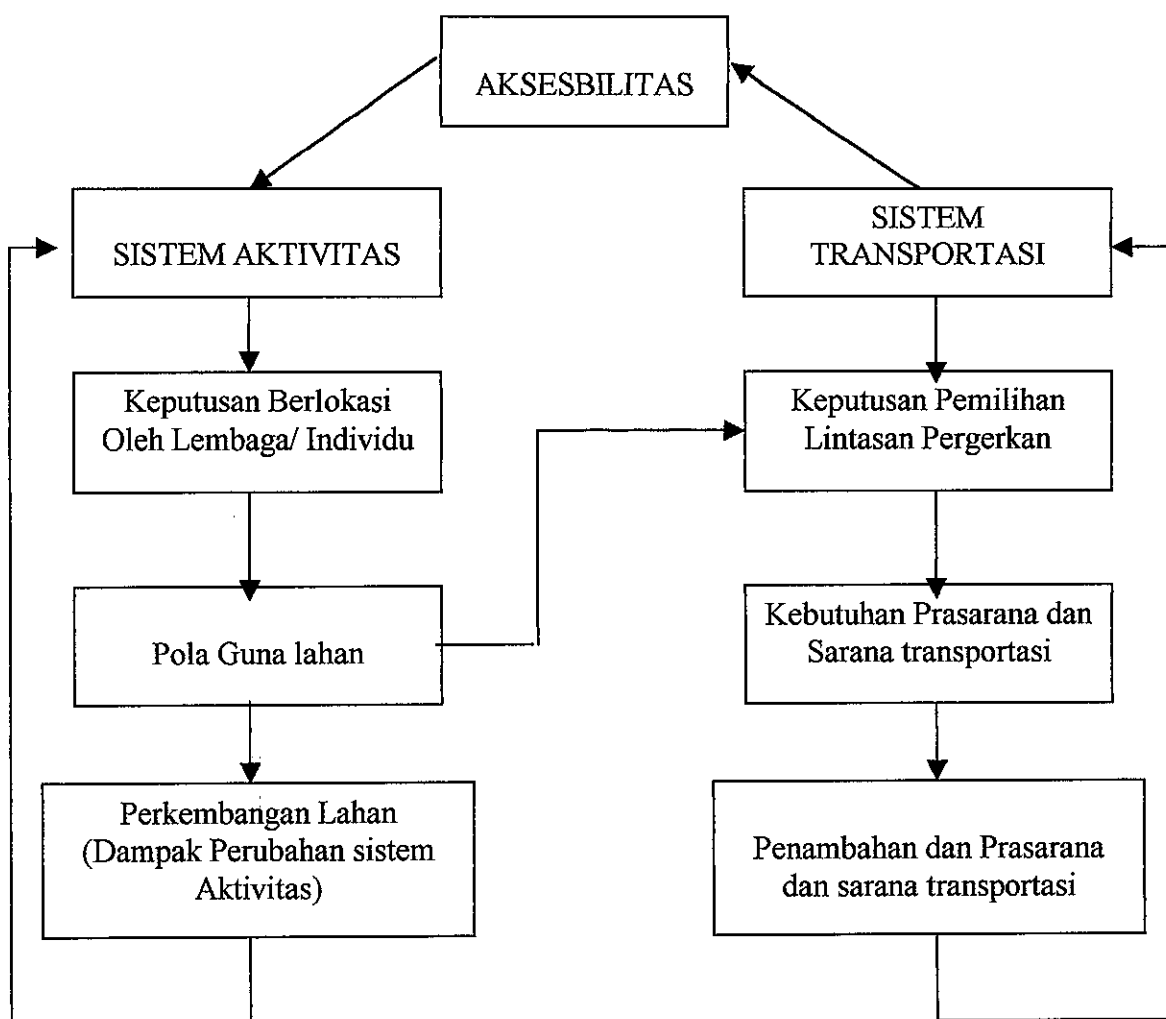 AKSESBILITAS
SISTEM AKTIVITAS
SISTEM
TRANSPORTASI
Keputusan Berlokasi
Oleh Lembaga/ Individu
Keputusan Pemilihan
Lintasan Pergerkan
Pola Guna lahan
Kebutuhan Prasarana dan
Sarana transportasi
Perkembangan Lahan
(Dampak Perubahan sistem
Aktivitas)
Penambahan dan Prasarana
dan sarana transportasi